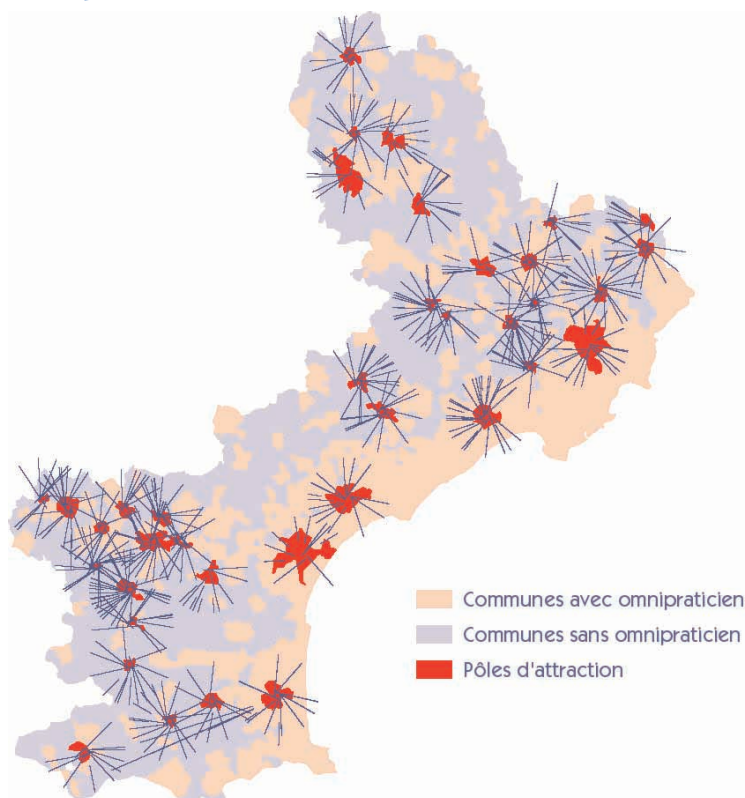 Communes avec omnipraticien
Communes sans omnipraticien
Pôles d'attraction